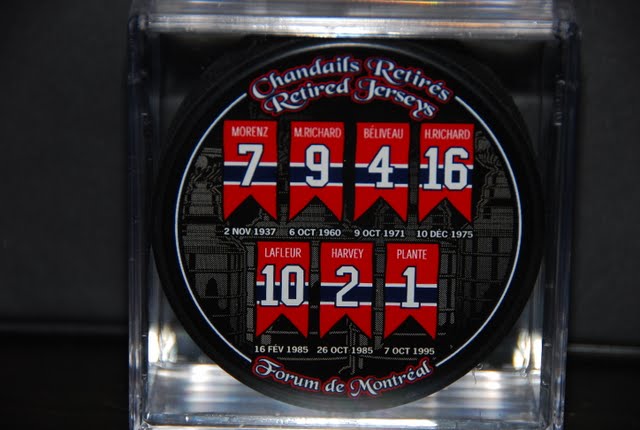 Chandails Retirés
Retired Jerseys
MORENZ M.RICHARD BÉLIVEAU H.RICHARD
7 9 4 16
2 NOV 1937 6 OCT 1960 9 OCT 1971 10 DÉC 1975
LAFLEUR HARVEY PLANTE
10 2 1
16 FÉV 1985 26 OCT 1985 7 OCT 1995
Forum de Montréal